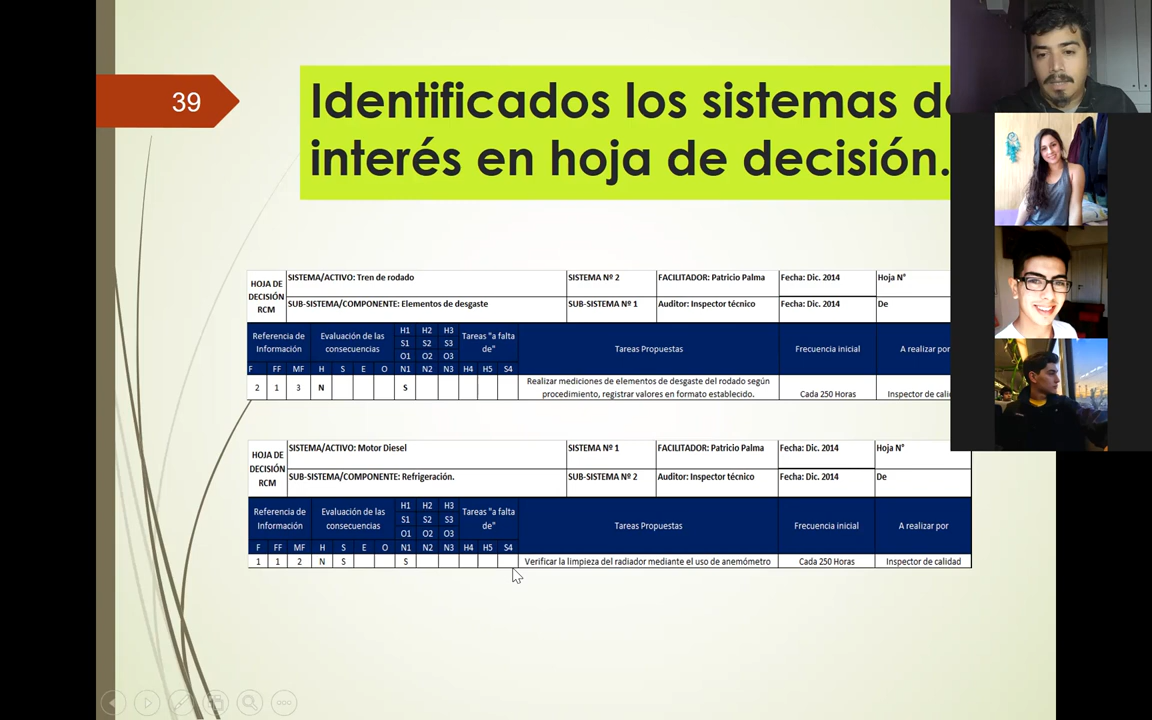 39
Identificados los sistemas de
interés en hoja de decisión.
HOJA DE
DECISIÓN
RCM
SISTEMA/ACTIVO: Tren de rodado
SISTEMA Nº 2
FACILITADOR: Patricio Palma
Fecha: Dic. 2014
Hoja N°
SUB-SISTEMA/COMPONENTE: Elementos de desgaste
SUB-SISTEMA Nº 1
Auditor: Inspector técnico
Fecha: Dic. 2014
De
Referencia de
Información
Evaluación de las
consecuencias
H1 H2 H3
S1 S2 S3
O1 O2 O3
Tareas "a falta
de"
Tareas Propuestas
Frecuencia inicial
A realizar por
F FF MF H S E O N1 N2 N3 H4 H5 S4
2 1 3 N S
Realizar mediciones de elementos de desgaste del rodado según
procedimiento, registrar valores en formato establecido.
Cada 250 Horas
Inspector de
HOJA DE
DECISIÓN
RCM
SISTEMA/ACTIVO: Motor Diesel
SISTEMA Nº 1
FACILITADOR: Patricio Palma
Fecha: Dic. 2014
Hoja N°
SUB-SISTEMA/COMPONENTE: Refrigeración.
SUB-SISTEMA Nº 2
Auditor: Inspector técnico
Fecha: Dic. 2014
De
Referencia de
Información
Evaluación de las
consecuencias
H1 H2 H3
S1 S2 S3
O1 O2 O3
Tareas "a falta
de"
Tareas Propuestas
Frecuencia inicial
A realizar por
F FF MF H S E O N1 N2 N3 H4 H5 S4
1 1 2 N S S
Verificar la limpieza del radiador mediante el uso de anemómetro
Cada 250 Horas
Inspector de calidad